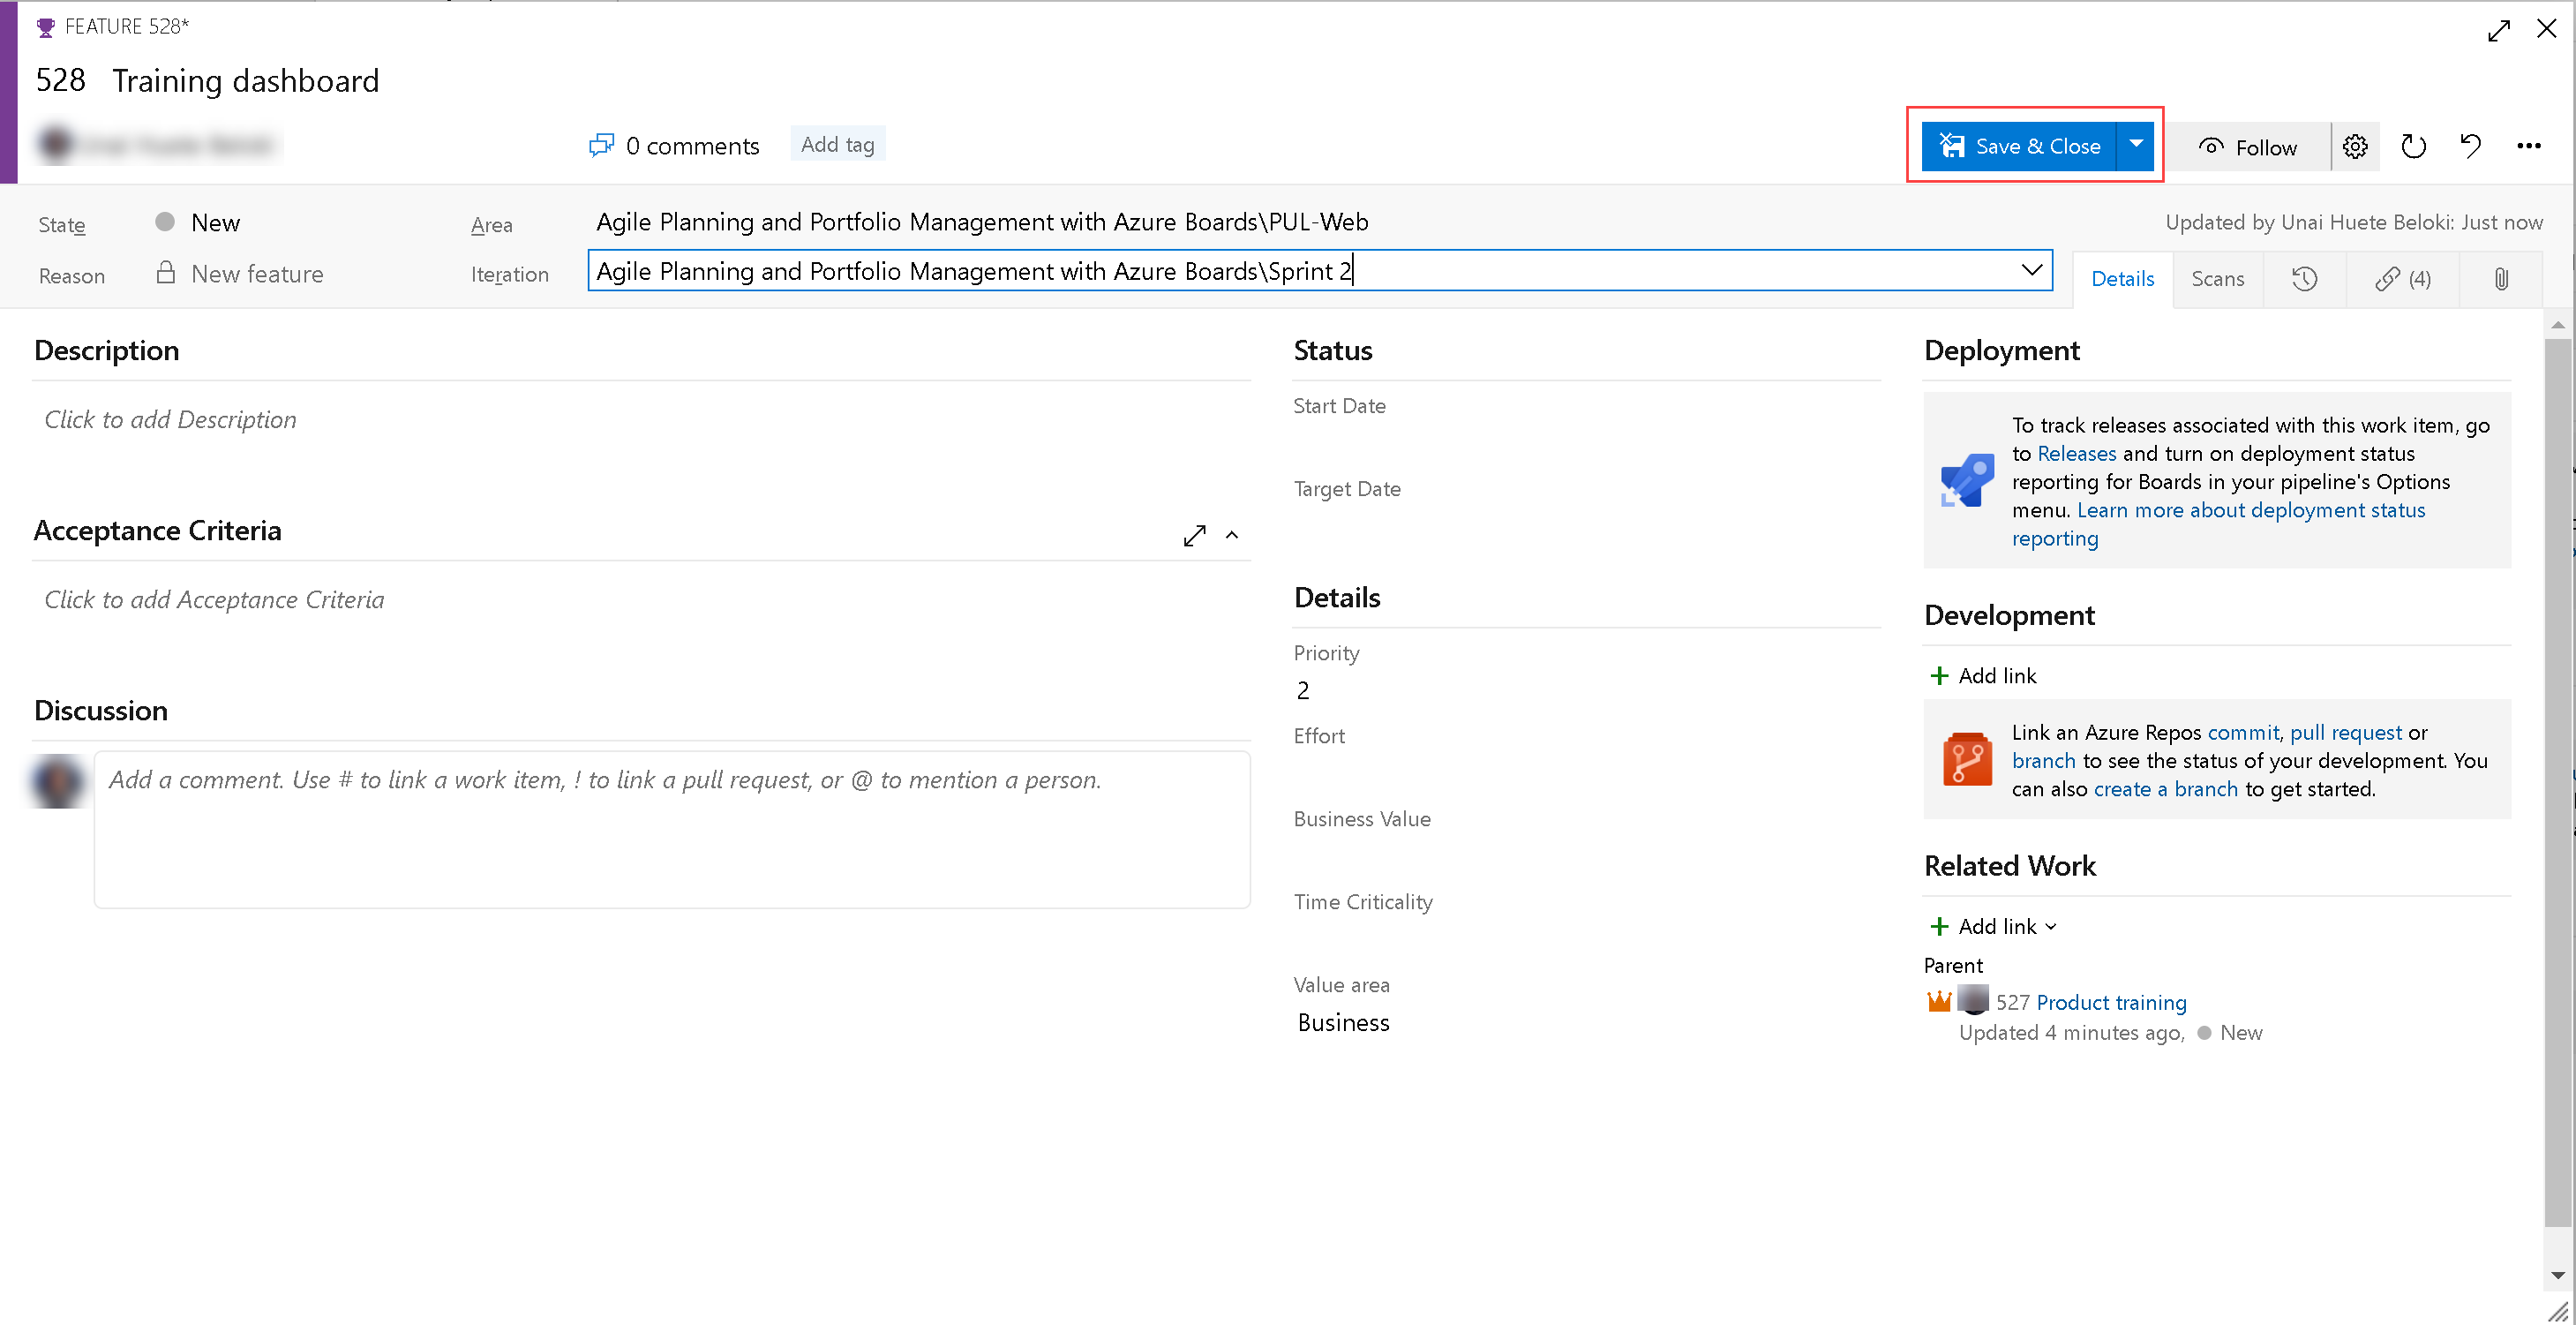 FEATURE 528*
528 Training dashboard
0 comments
Add tag
Save & Close
Follow
State
New
Area
Agile Planning and Portfolio Management with Azure Boards\PUL-Web
Updated by Unai Huete Beloki: Just now
Reason
New feature
Iteration
Agile Planning and Portfolio Management with Azure Boards\Sprint 2
Details
Scans
(4)
Description
Click to add Description
Acceptance Criteria
Click to add Acceptance Criteria
Discussion
Add a comment. Use # to link a work item, ! to link a pull request, or @ to mention a person.
Status
Start Date
Target Date
Details
Priority
2
Effort
Business Value
Time Criticality
Value area
Business
Deployment
To track releases associated with this work item, go
to Releases and turn on deployment status
reporting for Boards in your pipeline's Options
menu. Learn more about deployment status
reporting
Development
Add link
Link an Azure Repos commit, pull request or
branch to see the status of your development. You
can also create a branch to get started.
Related Work
Add link
Parent
527 Product training
Updated 4 minutes ago, New